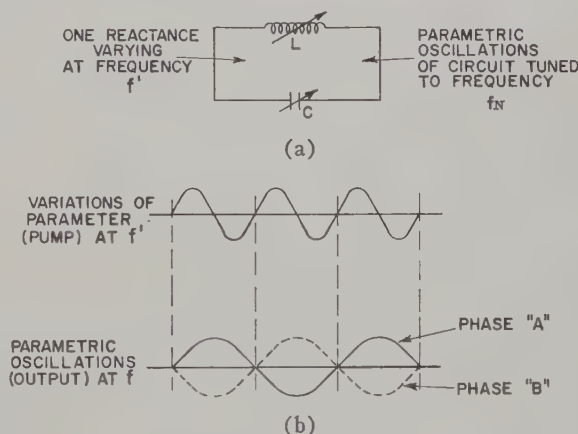 ONE REACTANCE
VARYING
AT FREQUENCY
f'
L
C
PARAMETRIC
OSCILLATIONS
OF CIRCUIT TUNED
TO FREQUENCY
fN
(a)
VARIATIONS OF
PARAMETER
(PUMP) AT f'
PHASE "A"
PARAMETRIC
OSCILLATIONS
(OUTPUT) AT f
PHASE "B"
(b)